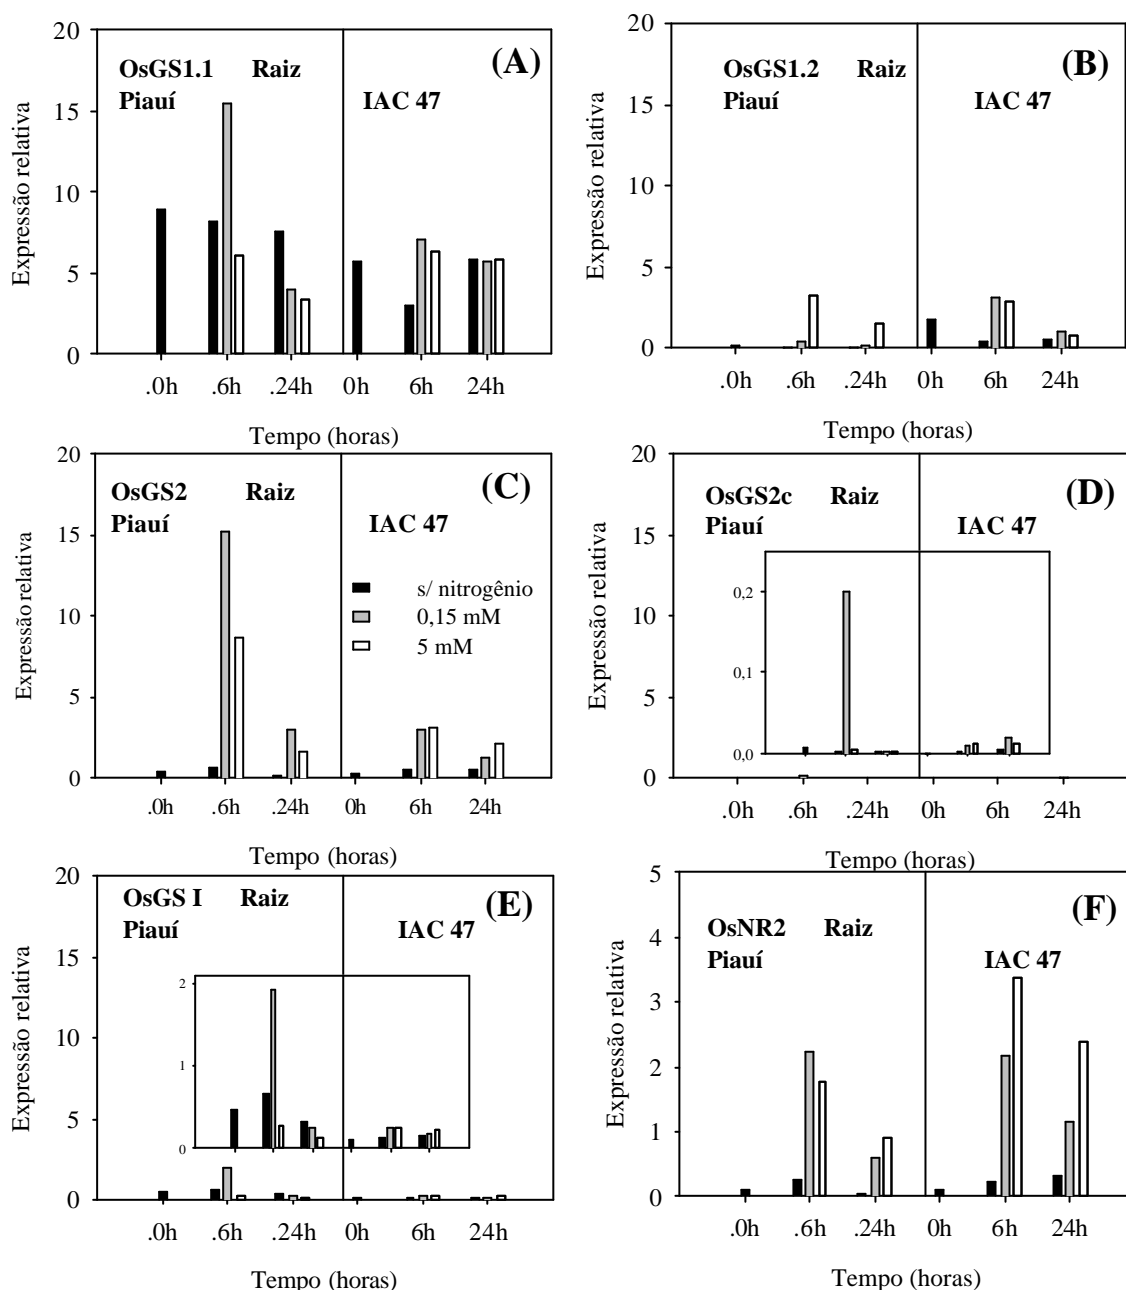 (A)
OsGS1.1 Raiz
Piauí IAC 47
Expressão relativa
20
15
10
5
0
.0h .6h .24h 0h 6h 24h
Tempo (horas)
(B)
OsGS1.2 Raiz
Piauí IAC 47
Expressão relativa
20
15
10
5
0
.0h .6h .24h 0h 6h 24h
Tempo (horas)
(C)
OsGS2 Raiz
Piauí IAC 47
s/ nitrogênio
0,15 mM
5 mM
Expressão relativa
20
15
10
5
0
.0h .6h .24h 0h 6h 24h
Tempo (horas)
(D)
OsGS2c Raiz
Piauí IAC 47
0,2
0,1
0,0
Expressão relativa
20
15
10
5
0
.0h .6h .24h 0h 6h 24h
Tempo (horas)
(E)
OsGS I Raiz
Piauí IAC 47
2
1
0
Expressão relativa
20
15
10
5
0
.0h .6h .24h 0h 6h 24h
Tempo (horas)
(F)
OsNR2 Raiz
Piauí IAC 47
Expressão relativa
5
4
3
2
1
0
.0h .6h .24h 0h 6h 24h
Tempo (horas)